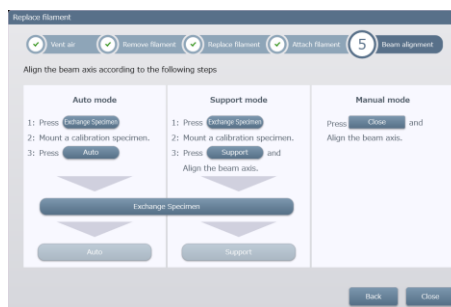 Replace filament
Vent air
Remove filament
Replace filament
Attach filament
5
Beam alignment
Align the beam axis according to the following steps
Auto mode
1: Press Exchange Specimen
2: Mount a calibration specimen.
3: Press Auto
Support mode
1: Press Exchange Specimen
2: Mount a calibration specimen.
3: Press Support and
Align the beam axis.
Manual mode
Press Close and
Align the beam axis.
Exchange Specimen
Auto
Support
Back
Close